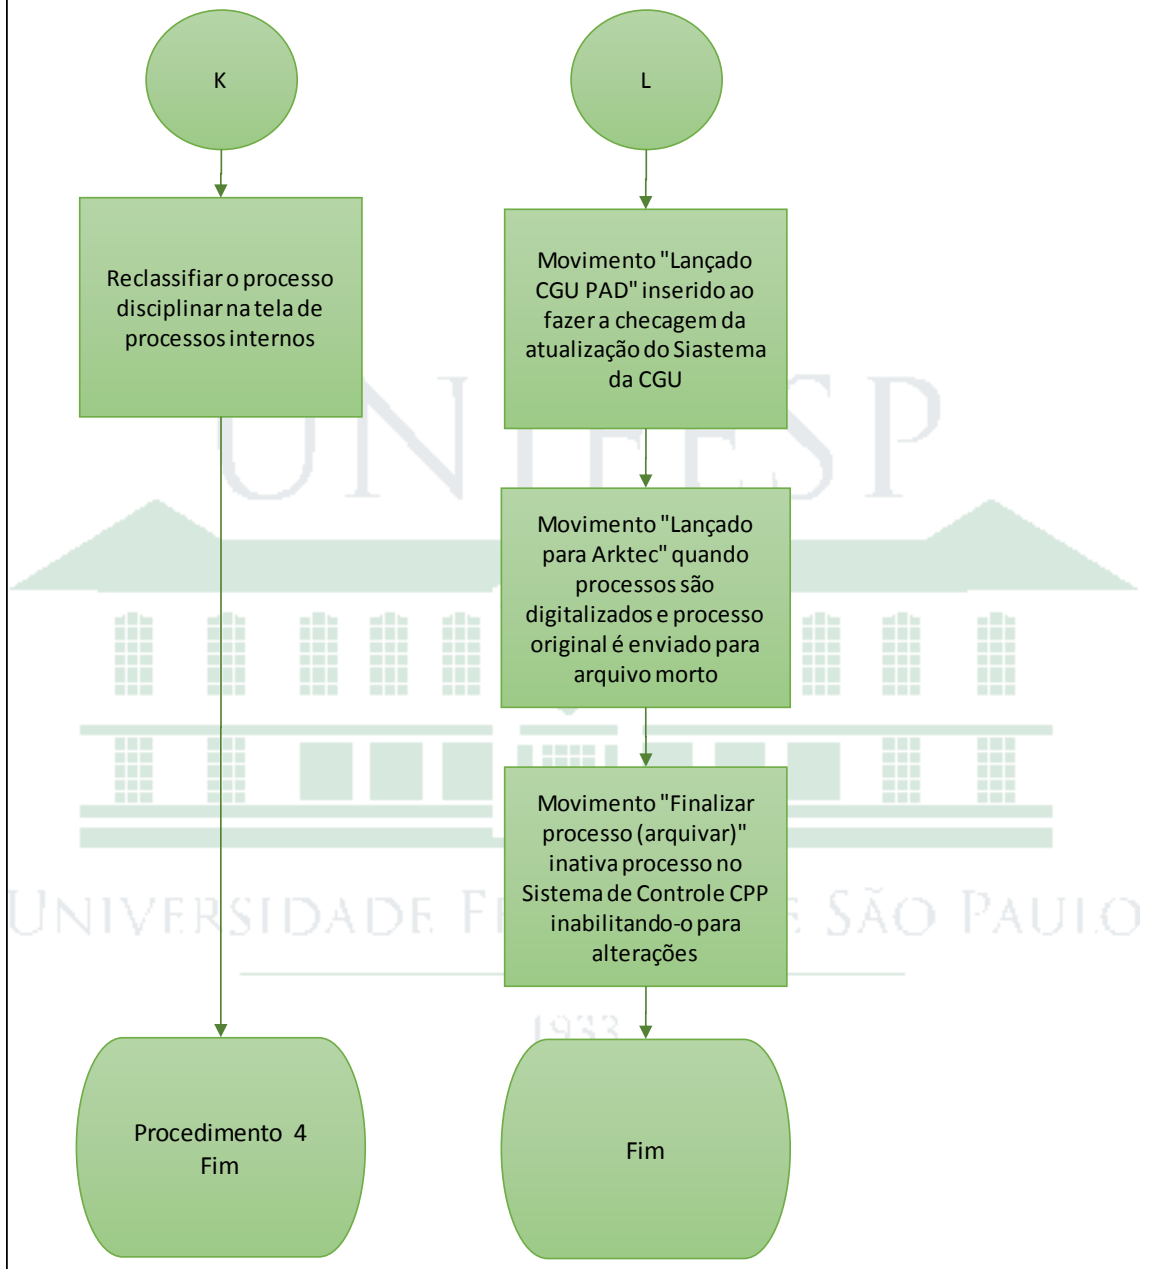 K
Reclassifiar o processo
disciplinar na tela de
processos internos
Procedimento 4
Fim
L
Movimento "Lançado
CGU PAD" inserido ao
fazer a checagem da
atualização do Siastema
da CGU
Movimento "Lançado
para Arktec" quando
processos são
digitalizados e processo
original é enviado para
arquivo morto
Movimento "Finalizar
processo (arquivar)"
inativa processo no
Sistema de Controle CPP
inabilitando-o para
alterações
Fim
UNIFESP
UNIVERSIDADE FE E SÃO PAULO
1933